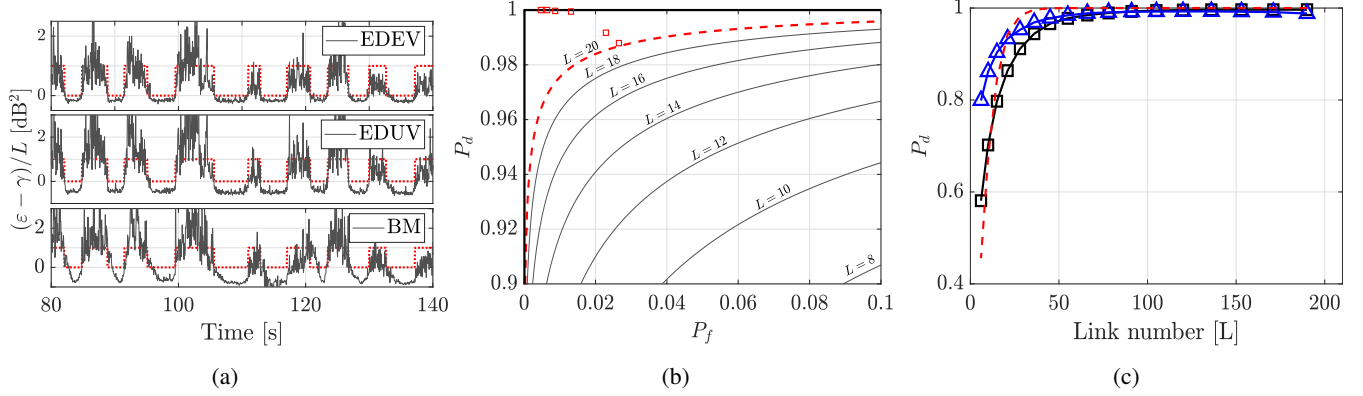 EDEV
2
0
EDUV
2
0
BM
2
0
(ε − γ)/L [dB²]
80 100 120 140
Time [s]
(a)
1
0.98
0.96
0.94
0.92
0.9
P_d
L = 20
L = 18
L = 16
L = 14
L = 12
L = 10
L = 8
0 0.02 0.04 0.06 0.08 0.1
P_f
(b)
1
0.8
0.6
0.4
P_d
0 50 100 150 200
Link number [L]
(c)